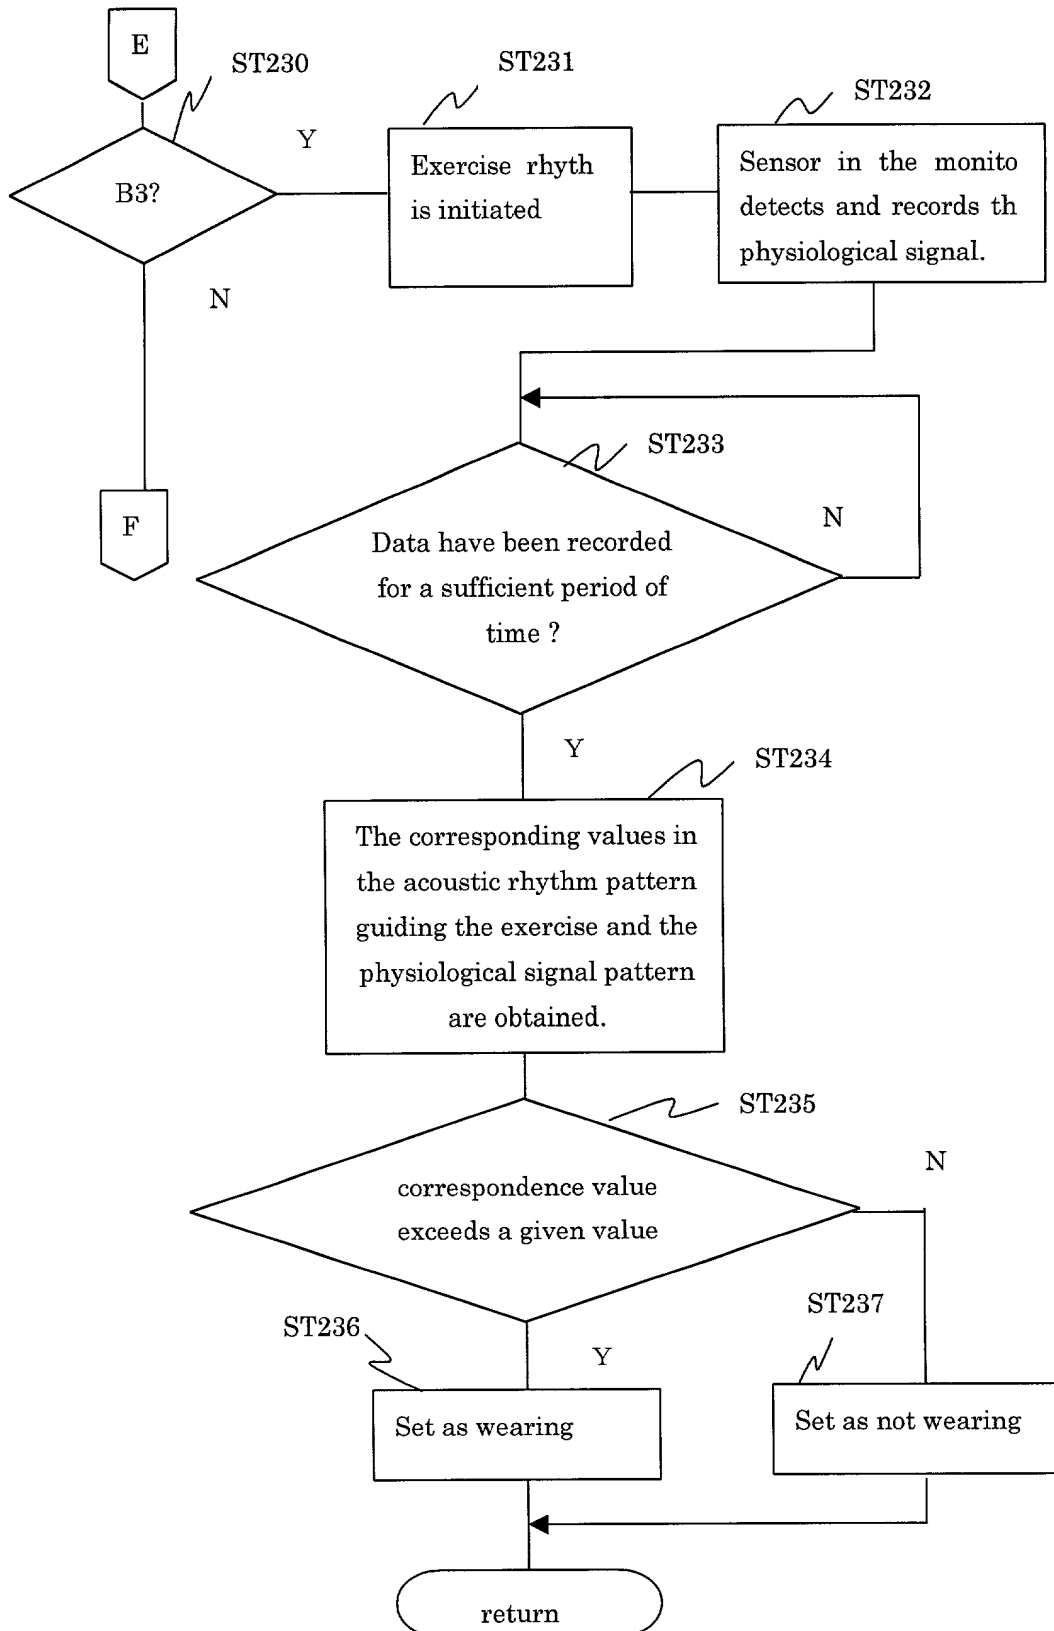 E
ST230
ST231
ST232
B3?
Y
Exercise rhyth
is initiated
Sensor in the monito
detects and records th
physiological signal.
N
F
ST233
N
Data have been recorded
for a sufficient period of
time ?
Y
ST234
The corresponding values in
the acoustic rhythm pattern
guiding the exercise and the
physiological signal pattern
are obtained.
ST235
N
correspondence value
exceeds a given value
ST236
Y
ST237
Set as wearing
Set as not wearing
return